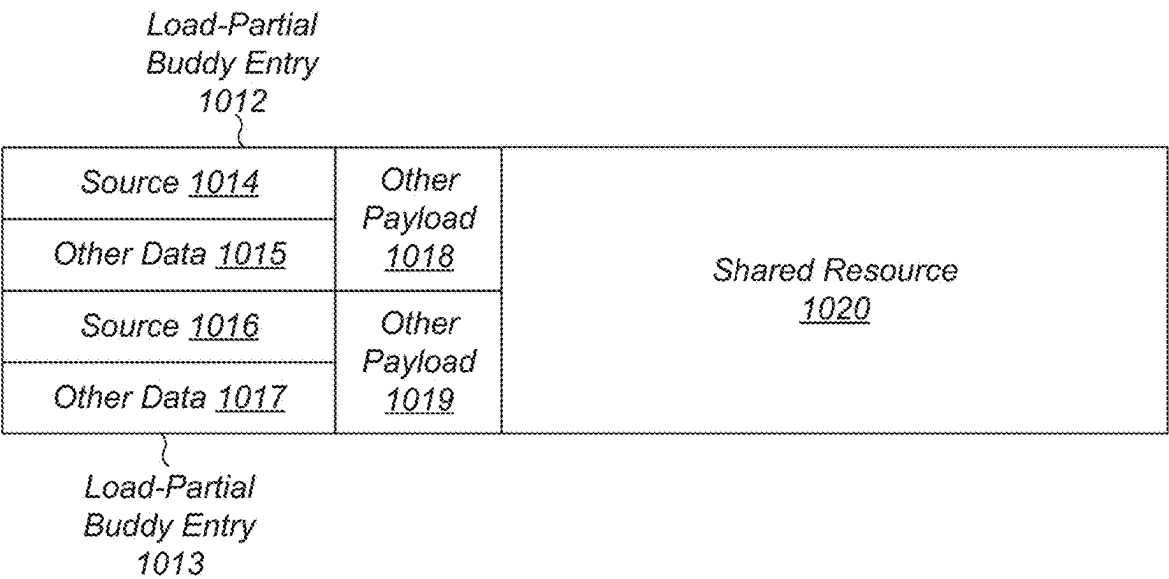 Load-Partial
Buddy Entry
1012
Source 1014
Other Data 1015
Source 1016
Other Data 1017
Other
Payload
1018
Other
Payload
1019
Shared Resource
1020
Load-Partial
Buddy Entry
1013